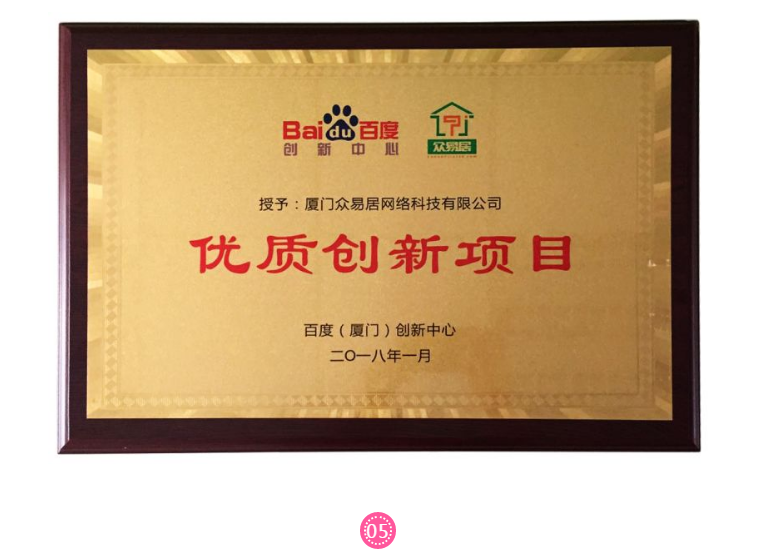 Baidu百度
创新中心
众易居
授予：厦门众易居网络科技有限公司
优质创新项目
百度（厦门）创新中心
二〇一八年一月
05